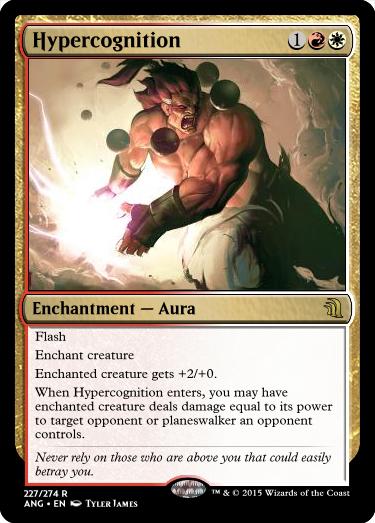 Hypercognition 1
Enchantment — Aura
Flash
Enchant creature
Enchanted creature gets +2/+0.
When Hypercognition enters, you may have
enchanted creature deals damage equal to its power
to target opponent or planeswalker an opponent
controls.
Never rely on those who are above you that could easily
betray you.
227/274 R
ANG • EN Tyler James
™ & © 2015 Wizards of the Coast